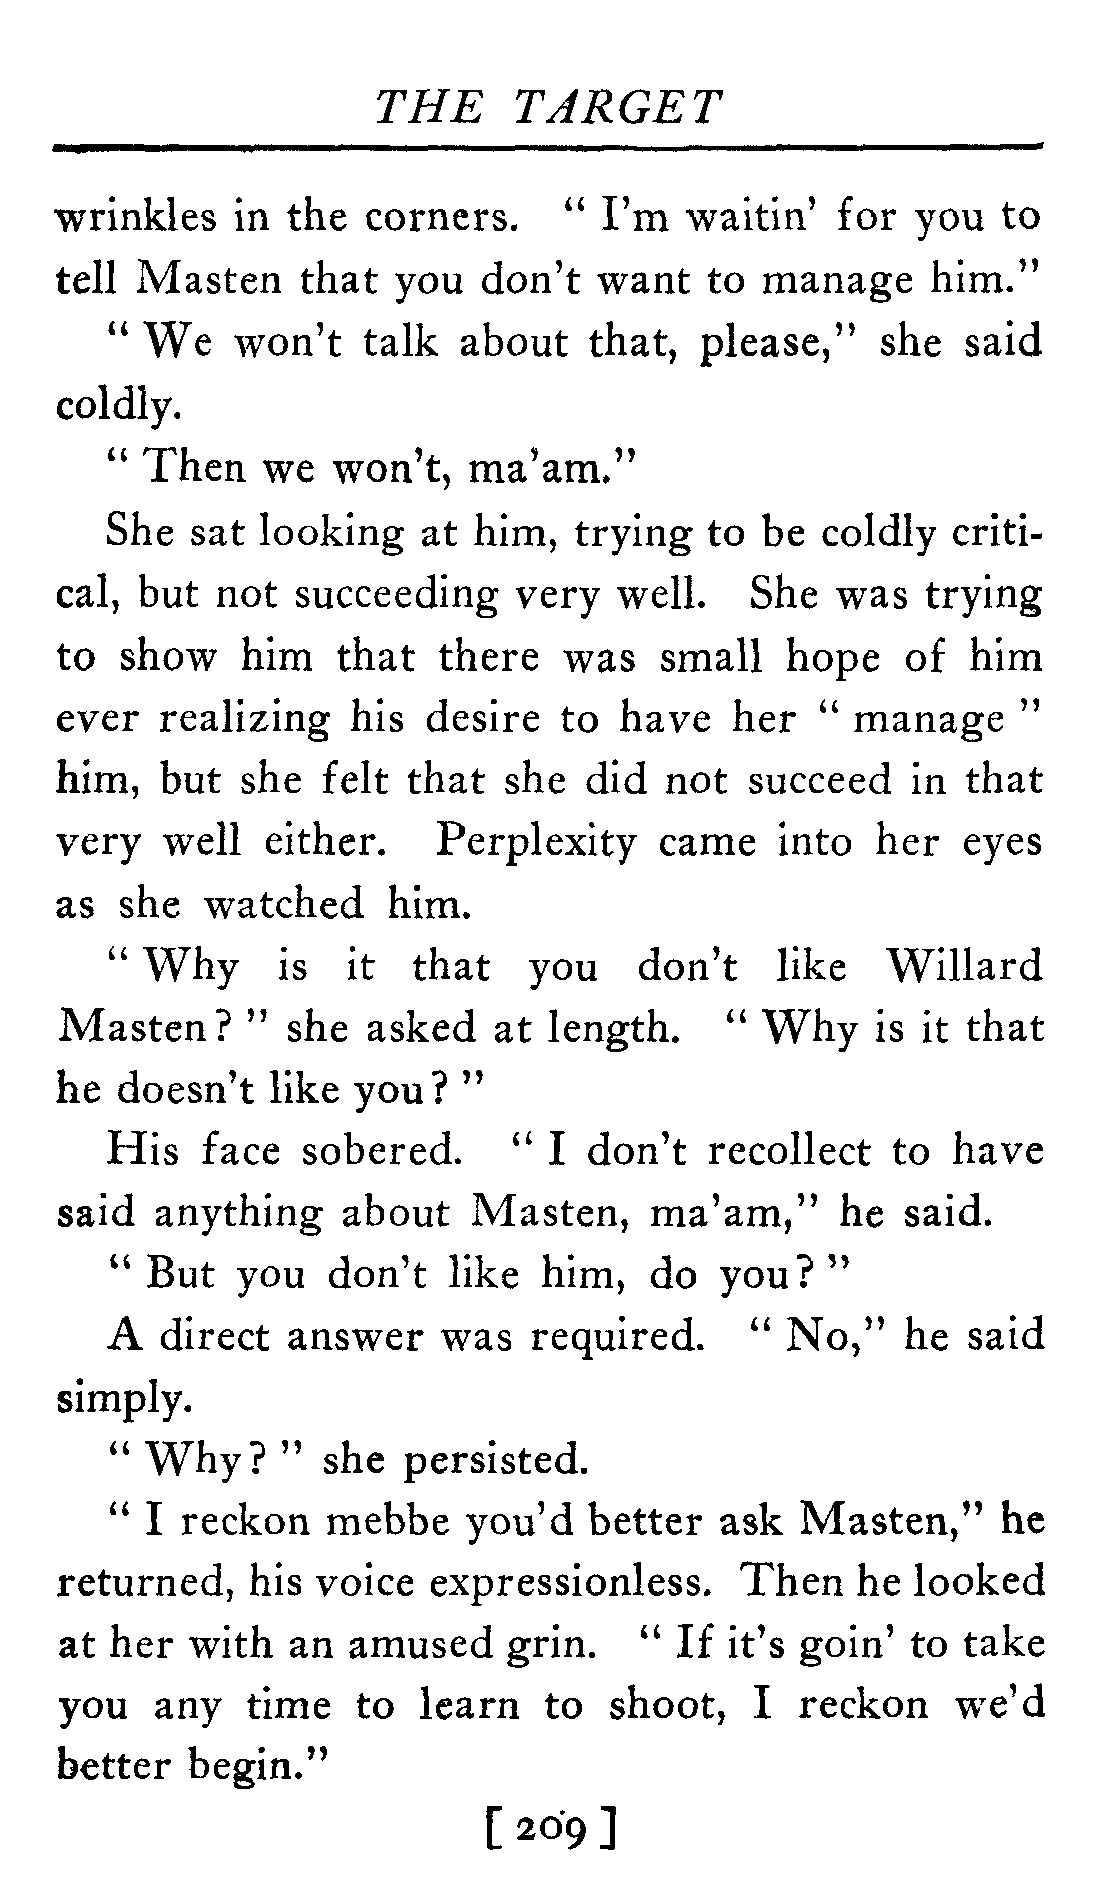 THE TARGET
wrinkles in the corners. “ I’m waitin’ for you to
tell Masten that you don’t want to manage him.”
“ We won’t talk about that, please,” she said
coldly.
“ Then we won’t, ma’am.”
She sat looking at him, trying to be coldly criti-
cal, but not succeeding very well. She was trying
to show him that there was small hope of him
ever realizing his desire to have her “ manage ”
him, but she felt that she did not succeed in that
very well either. Perplexity came into her eyes
as she watched him.
“ Why is it that you don’t like Willard
Masten? ” she asked at length. “ Why is it that
he doesn’t like you? ”
His face sobered. “ I don’t recollect to have
said anything about Masten, ma’am,” he said.
“ But you don’t like him, do you? ”
A direct answer was required. “ No,” he said
simply.
“ Why? ” she persisted.
“ I reckon mebbe you’d better ask Masten,” he
returned, his voice expressionless. Then he looked
at her with an amused grin. “ If it’s goin’ to take
you any time to learn to shoot, I reckon we’d
better begin.”
[ 209 ]